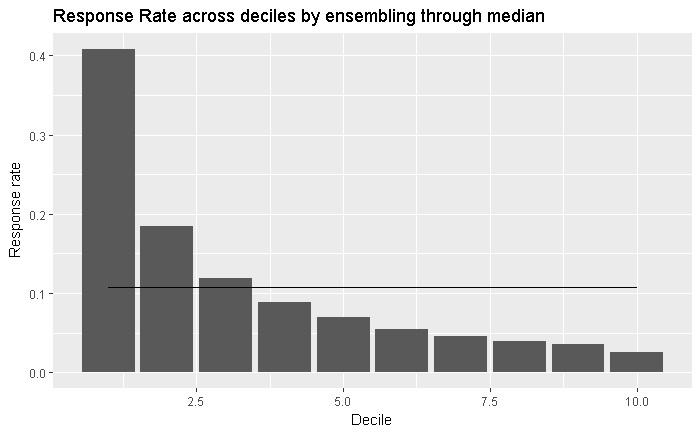 Response Rate across deciles by ensembling through median
Response rate
0.4
0.3
0.2
0.1
0.0
2.5 5.0 7.5 10.0
Decile